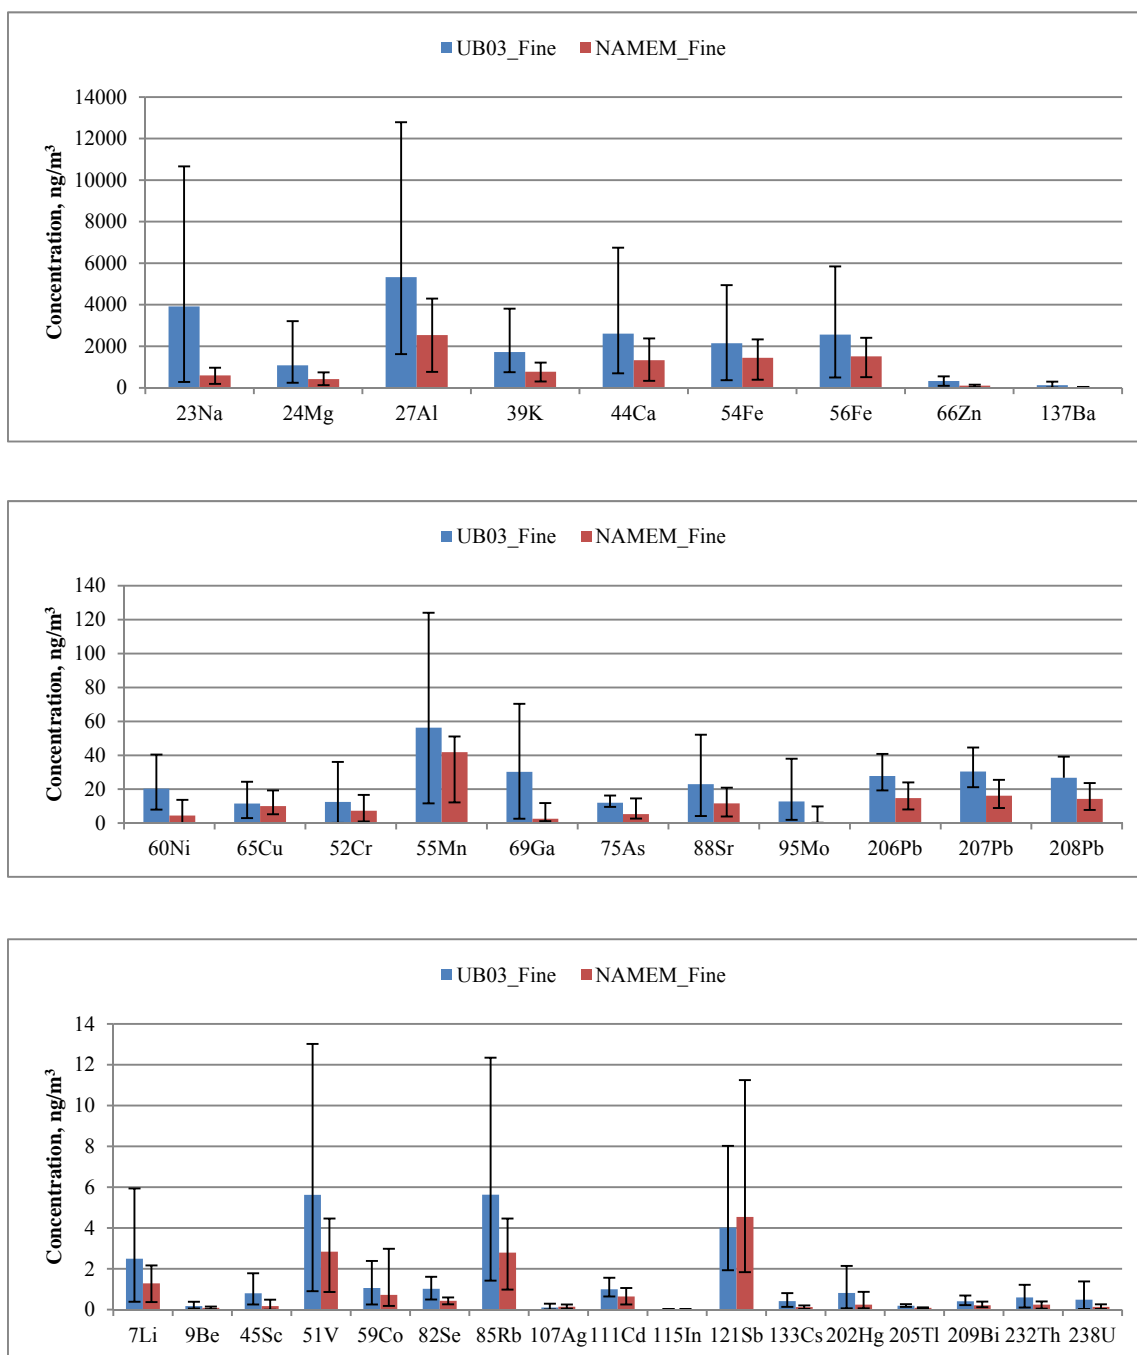 UB03_Fine NAMEM_Fine
Concentration, ng/m³
14000
12000
10000
8000
6000
4000
2000
0
23Na 24Mg 27Al 39K 44Ca 54Fe 56Fe 66Zn 137Ba
UB03_Fine NAMEM_Fine
Concentration, ng/m³
140
120
100
80
60
40
20
0
60Ni 65Cu 52Cr 55Mn 69Ga 75As 88Sr 95Mo 206Pb 207Pb 208Pb
UB03_Fine NAMEM_Fine
Concentration, ng/m³
14
12
10
8
6
4
2
0
7Li 9Be 45Sc 51V 59Co 82Se 85Rb 107Ag 111Cd 115In 121Sb 133Cs 202Hg 205Tl 209Bi 232Th 238U